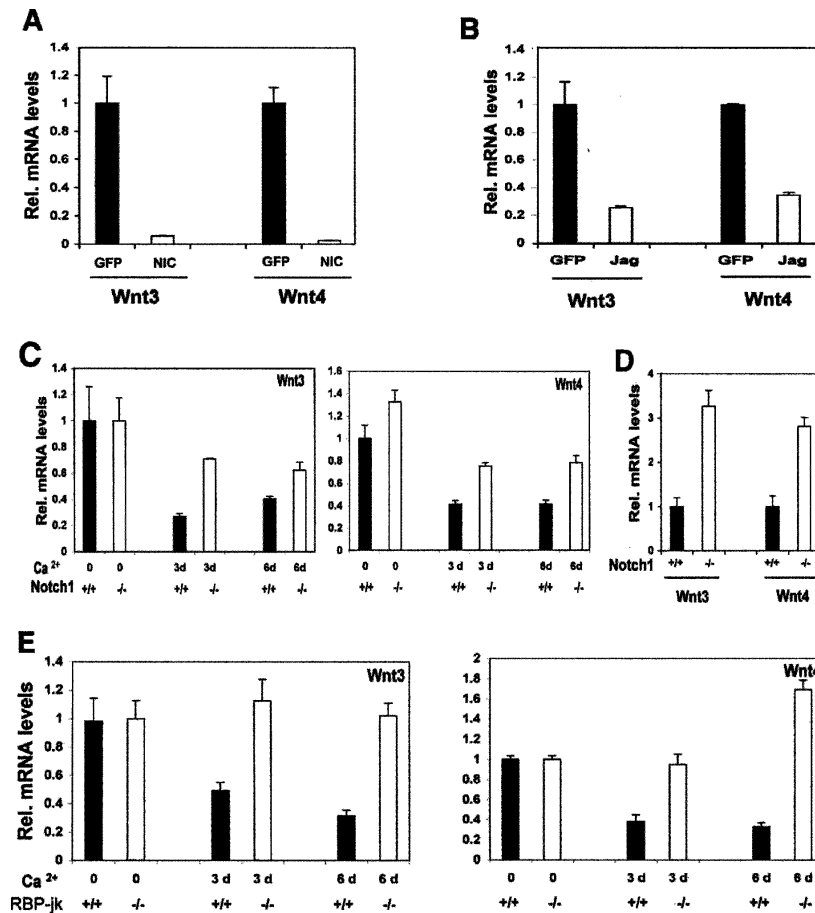 A
B
Rel. mRNA levels
1.4
1.2
1
0.8
0.6
0.4
0.2
0
GFP NIC GFP NIC
Wnt3 Wnt4
Rel. mRNA levels
1.4
1.2
1
0.8
0.6
0.4
0.2
0
GFP Jag GFP Jag
Wnt3 Wnt4
C
Rel. mRNA levels
1.4
1.2
1
0.8
0.6
0.4
0.2
0
Wnt3
Ca 2+ 0 0 3d 3d 6d 6d
Notch1 +/+ -/- +/+ -/- +/+ -/-
1.6
1.4
1.2
1
0.8
0.6
0.4
0.2
0
Wnt4
0 0 3 d 3 d 6d 6d
+/+ -/- +/+ -/- +/+ -/-
D
Rel. mRNA levels
4
3
2
1
0
Notch1 +/+ -/- +/+ -/-
Wnt3 Wnt4
E
Rel. mRNA levels
1.4
1.2
1
0.8
0.6
0.4
0.2
0
Wnt3
Ca 2+ 0 0 3 d 3 d 6 d 6 d
RBP-jk +/+ -/- +/+ -/- +/+ -/-
2
1.8
1.6
1.4
1.2
1
0.8
0.6
0.4
0.2
0
Wnt4
0 0 3 d 3 d 6 d 6 d
+/+ -/- +/+ -/- +/+ -/-